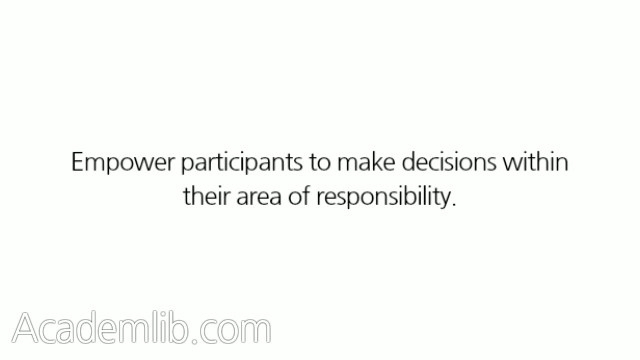 Empower participants to make decisions within
their area of responsibility.
Academlib.com